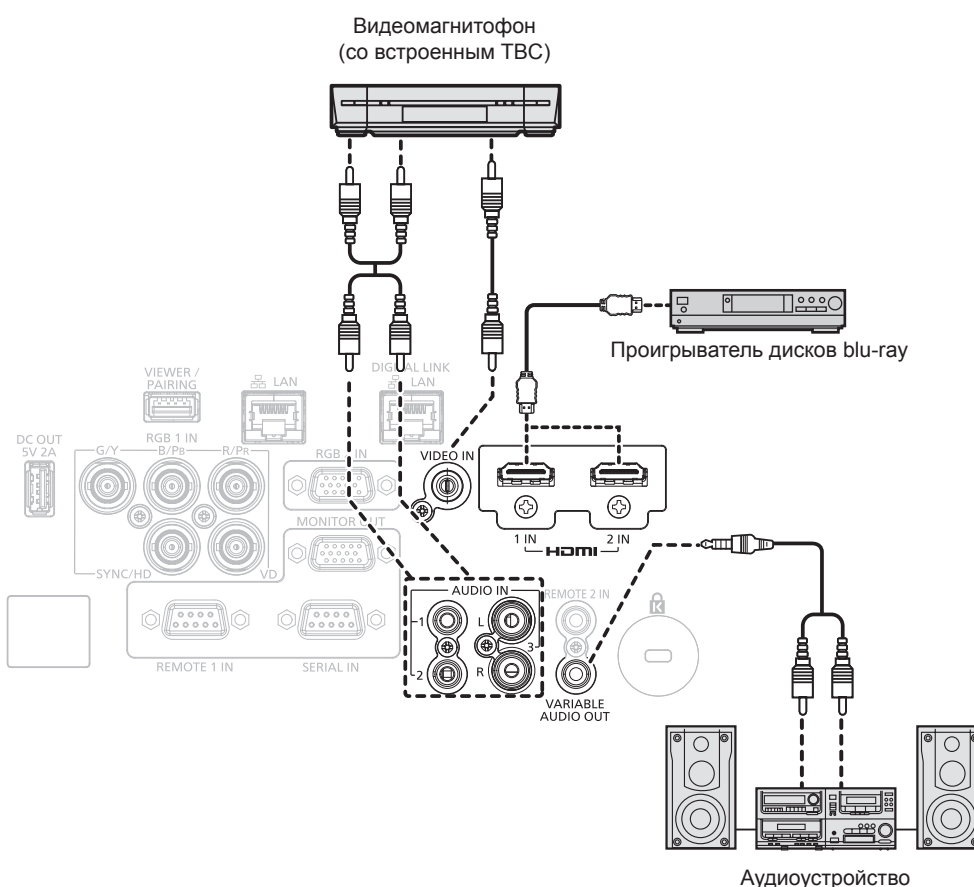 Видеомагнитофон
(со встроенным TBC)
Проигрыватель дисков blu-ray
VIEWER /
PAIRING
LAN
DIGITAL LINK
LAN
DC OUT
5V 2A
RGB 1 IN
G/Y
B/PB
R/PR
RGB IN
VIDEO IN
1 IN
2 IN
HDMI
MONITOR OUT
SYNC/HD
VD
AUDIO IN
REMOTE 2 IN
1
L
3
2
R
K
REMOTE 1 IN
SERIAL IN
VARIABLE
AUDIO OUT
Аудиоустройство